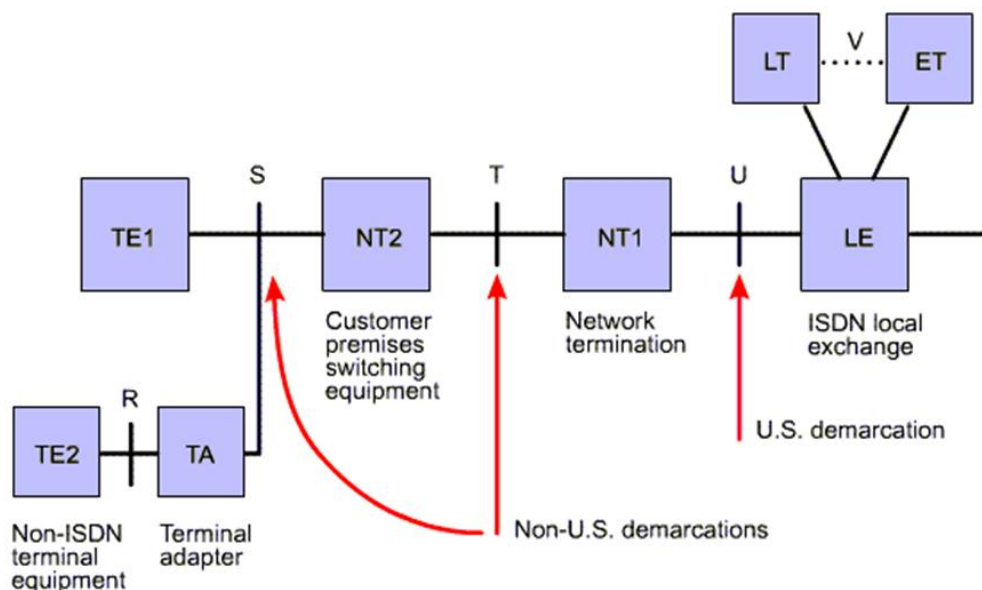 V
LT
ET
S
T
U
TE1
NT2
NT1
LE
Customer
premises
switching
equipment
Network
termination
ISDN local
exchange
R
TE2
TA
U.S. demarcation
Non-ISDN
terminal
equipment
Terminal
adapter
Non-U.S. demarcations